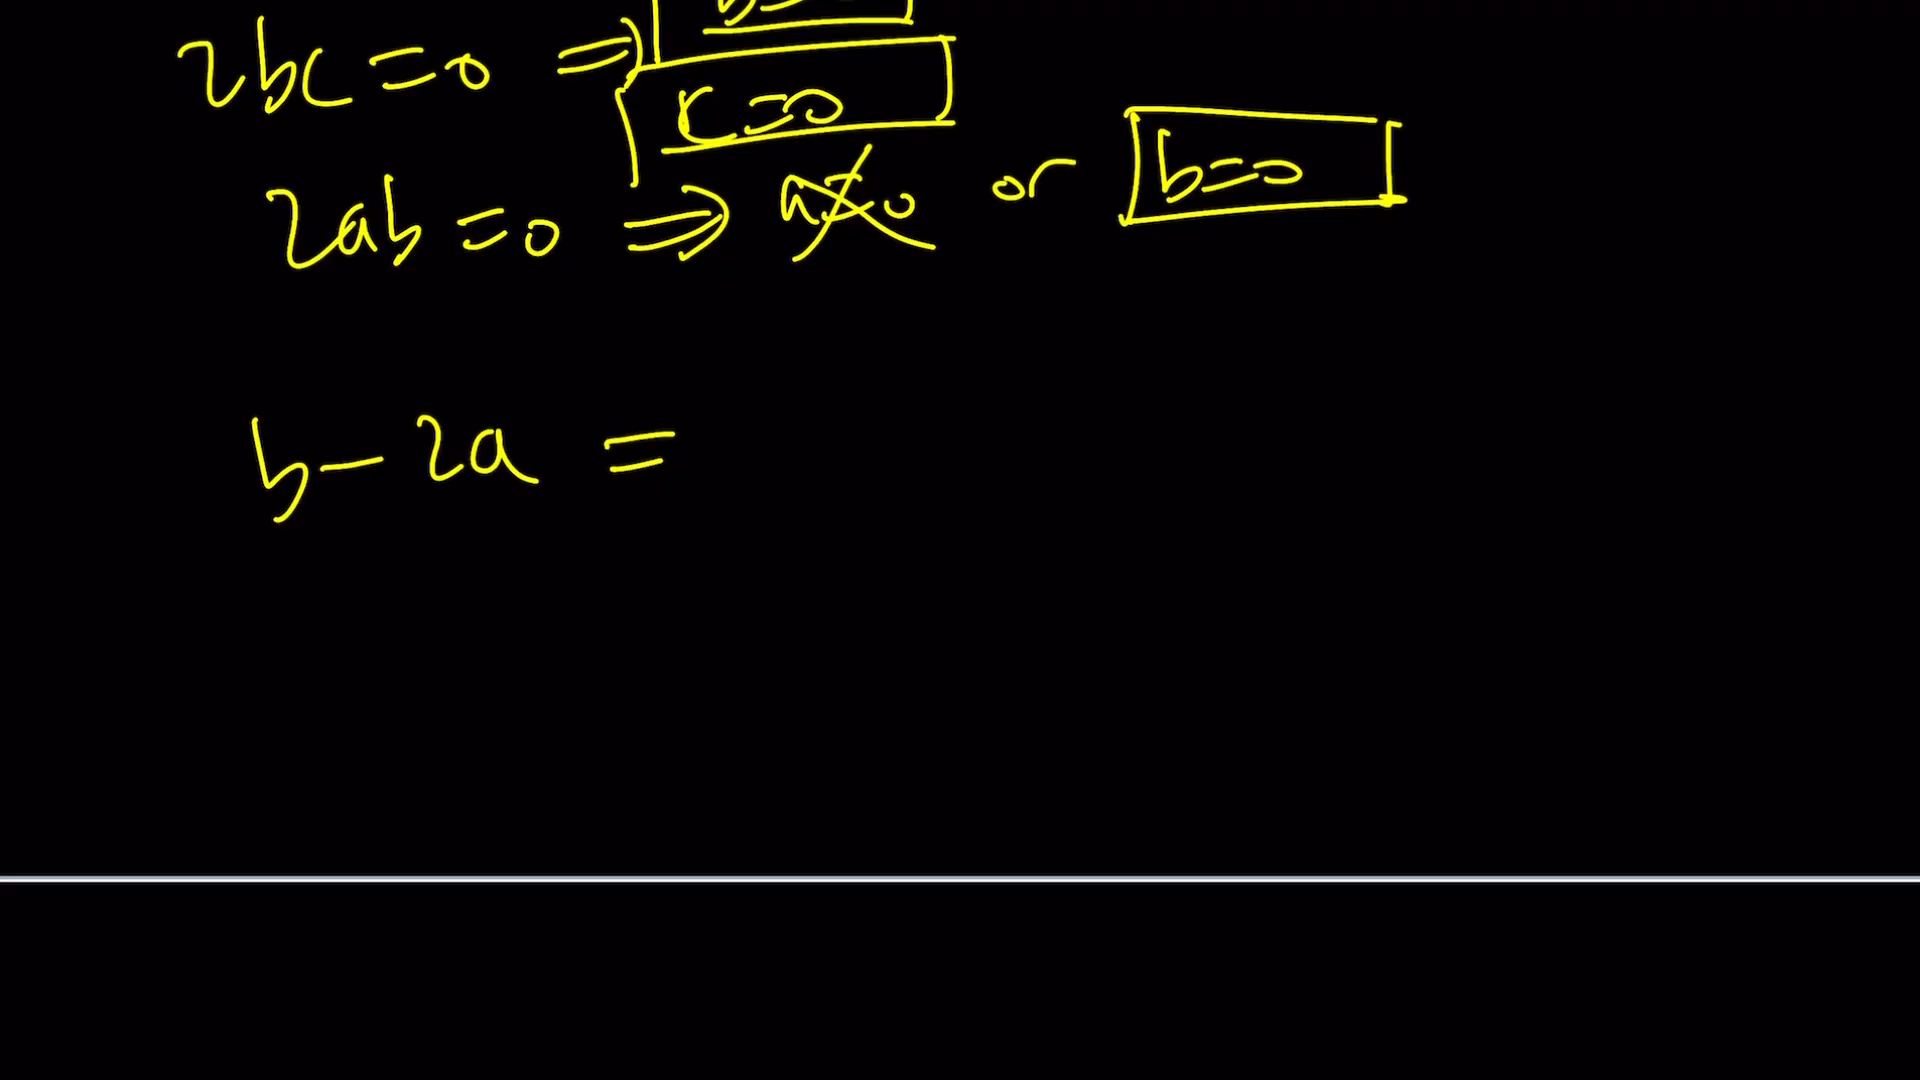 2bc=0 ⇒
c=0
2ab=0 ⇒ a=0 or b=0
b-2a =